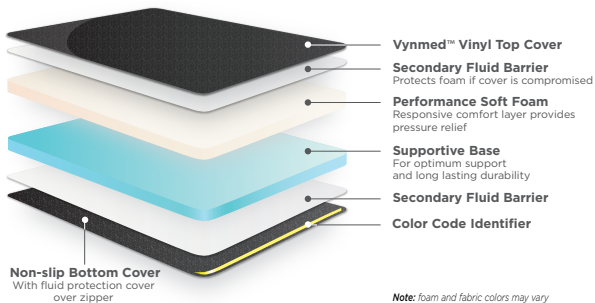 Vynmed™ Vinyl Top Cover
Secondary Fluid Barrier
Protects foam if cover is compromised
Performance Soft Foam
Responsive comfort layer provides
pressure relief
Supportive Base
For optimum support
and long lasting durability
Secondary Fluid Barrier
Color Code Identifier
Non-slip Bottom Cover
With fluid protection cover
over zipper
Note: foam and fabric colors may vary